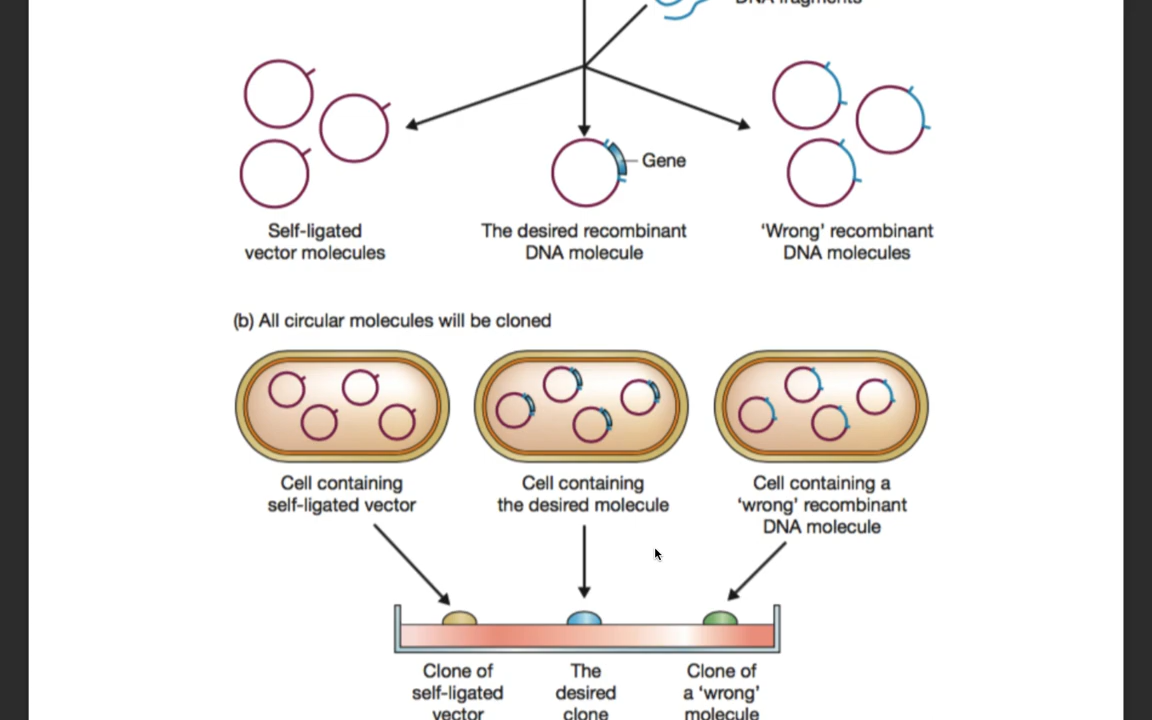 DNA fragments
Gene
Self-ligated
vector molecules
The desired recombinant
DNA molecule
‘Wrong’ recombinant
DNA molecules
(b) All circular molecules will be cloned
Cell containing
self-ligated vector
Cell containing
the desired molecule
Cell containing a
‘wrong’ recombinant
DNA molecule
Clone of
self-ligated
vector
The
desired
clone
Clone of
a ‘wrong’
molecule